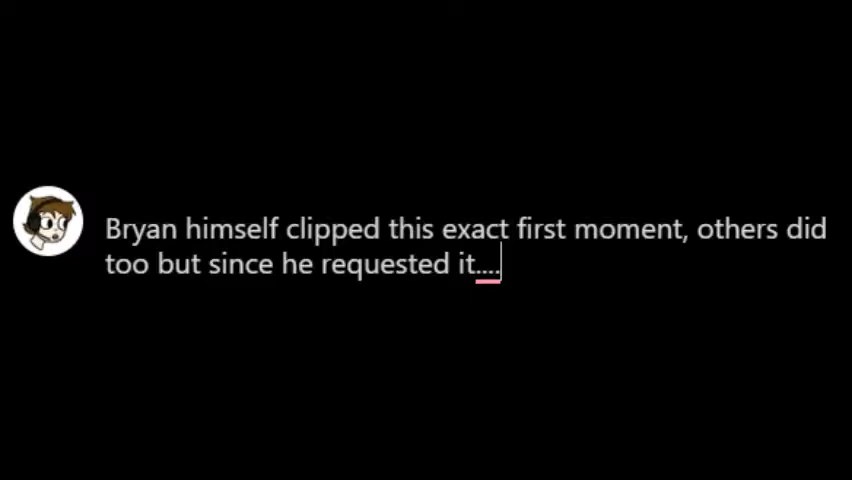 Bryan himself clipped this exact first moment, others did
too but since he requested it....